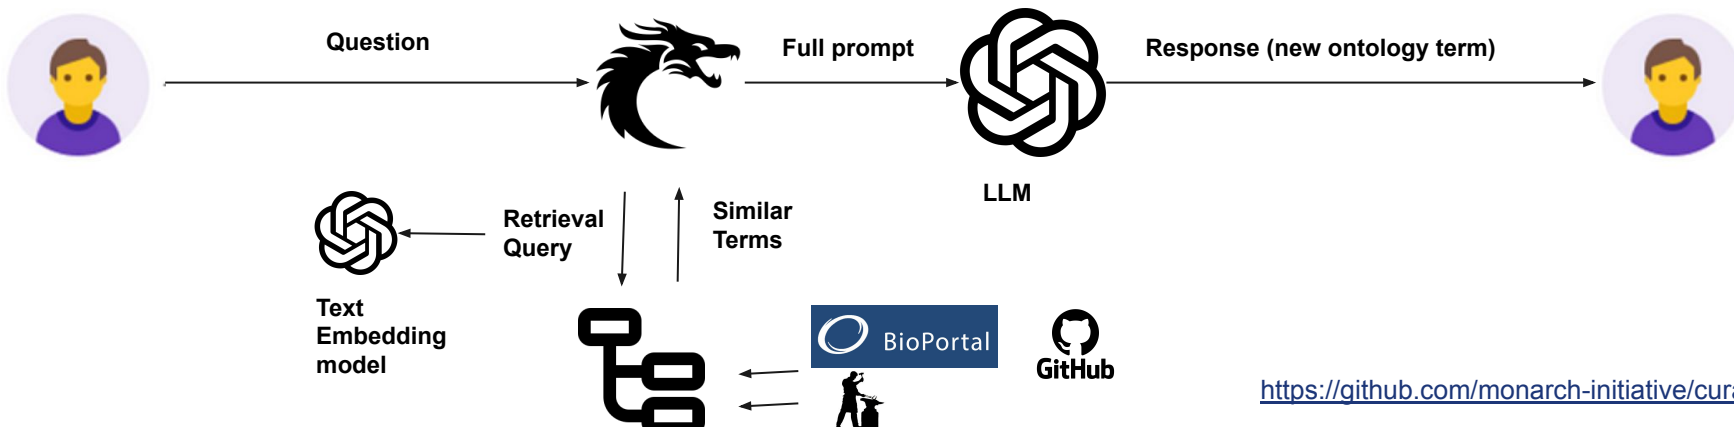 Question
Full prompt
Response (new ontology term)
LLM
Retrieval
Query
Similar
Terms
Text
Embedding
model
BioPortal
GitHub
https://github.com/monarch-initiative/cura